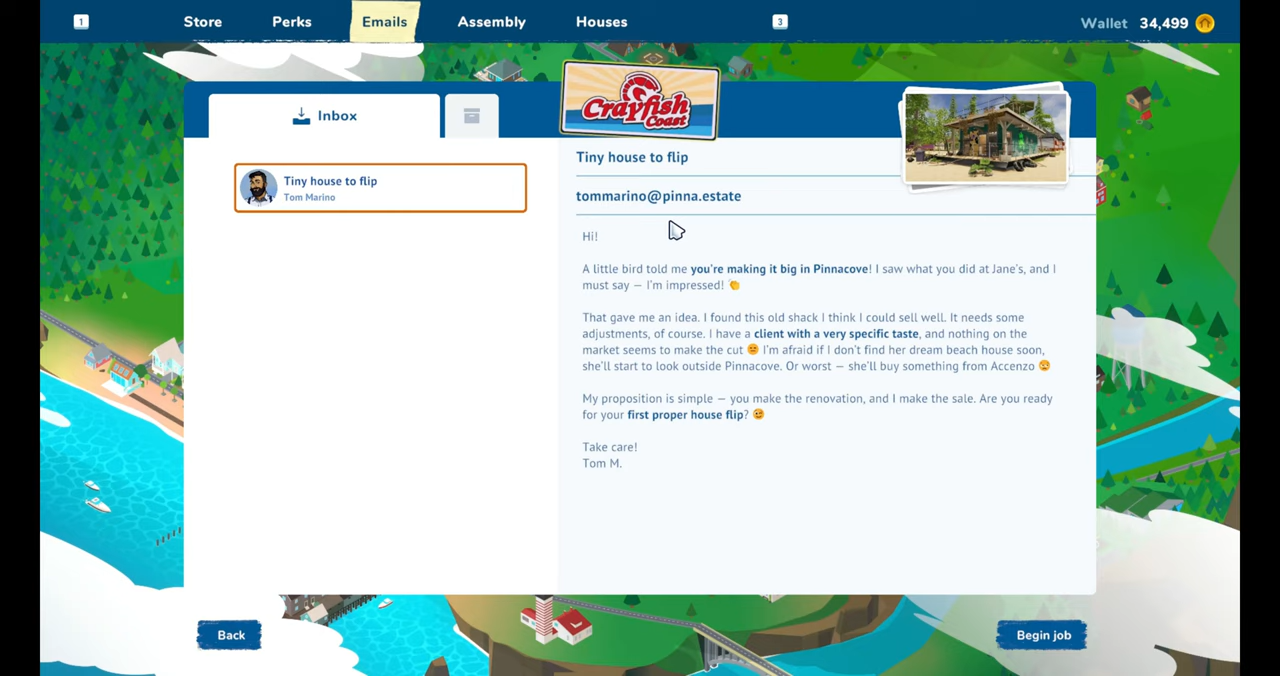 1
Store
Perks
Emails
Assembly
Houses
3
Wallet 34,499
Inbox
Crayfish
Coast
Tiny house to flip
Tom Marino
Tiny house to flip
tommarino@pinna.estate
Hi!
A little bird told me you're making it big in Pinnacove! I saw what you did at Jane's, and I
must say — I'm impressed! 👏
That gave me an idea. I found this old shack I think I could sell well. It needs some
adjustments, of course. I have a client with a very specific taste, and nothing on the
market seems to make the cut 😐 I'm afraid if I don't find her dream beach house soon,
she'll start to look outside Pinnacove. Or worst — she'll buy something from Accenzo 😧
My proposition is simple — you make the renovation, and I make the sale. Are you ready
for your first proper house flip? 😉
Take care!
Tom M.
Back
Begin job